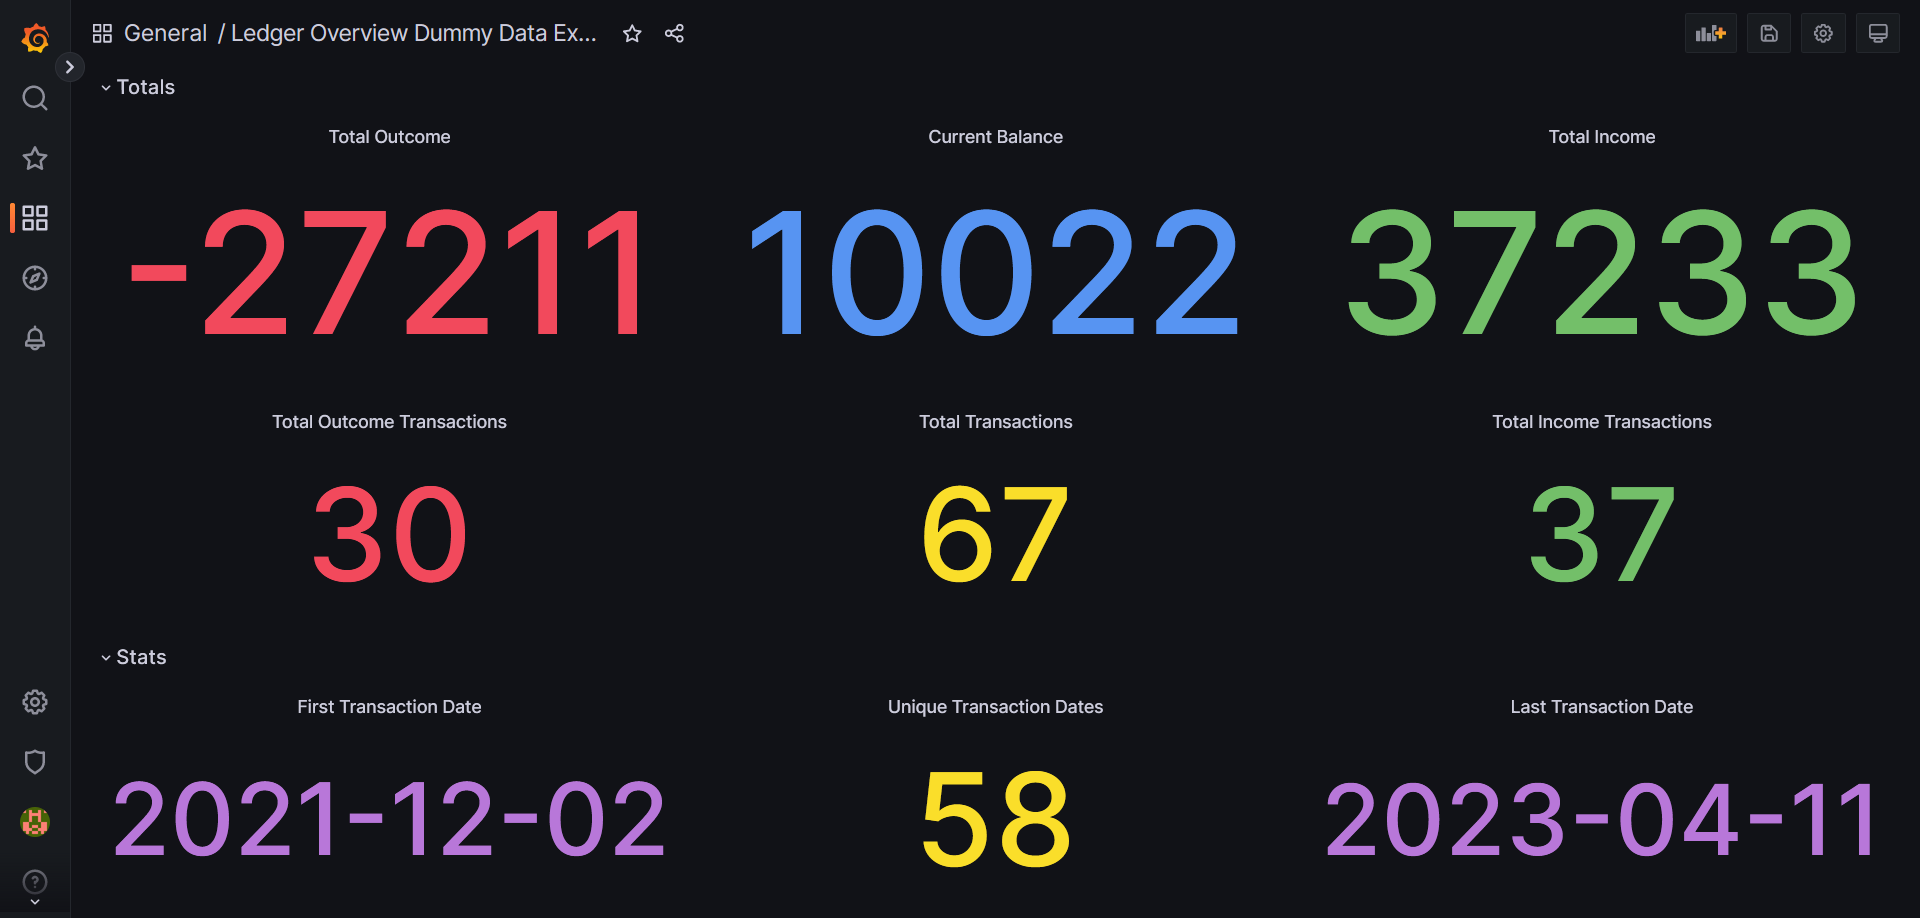 General / Ledger Overview Dummy Data Ex...
Totals
Total Outcome
Current Balance
Total Income
-27211
10022
37233
Total Outcome Transactions
Total Transactions
Total Income Transactions
30
67
37
Stats
First Transaction Date
Unique Transaction Dates
Last Transaction Date
2021-12-02
58
2023-04-11